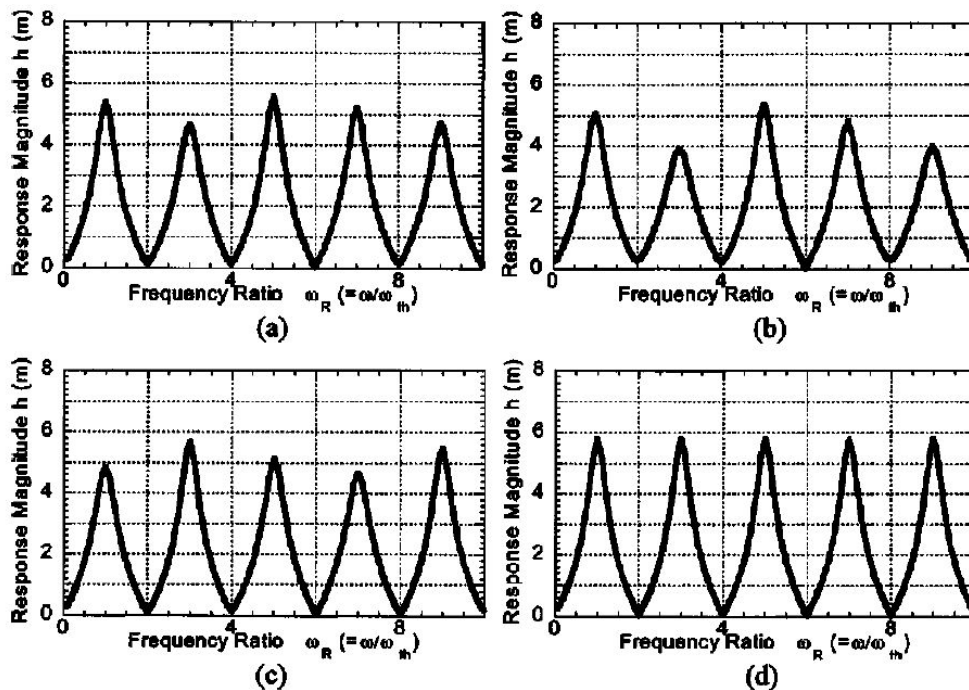 Response Magnitude h (m)
8
6
4
2
0
0 4 8
Frequency Ratio ω_R (=ω/ω_th)
(a)
Response Magnitude h (m)
8
6
4
2
0
0 4 8
Frequency Ratio ω_R (=ω/ω_th)
(b)
Response Magnitude h (m)
8
6
4
2
0
0 4 8
Frequency Ratio ω_R (=ω/ω_th)
(c)
Response Magnitude h (m)
8
6
4
2
0
0 4 8
Frequency Ratio ω_R (=ω/ω_th)
(d)